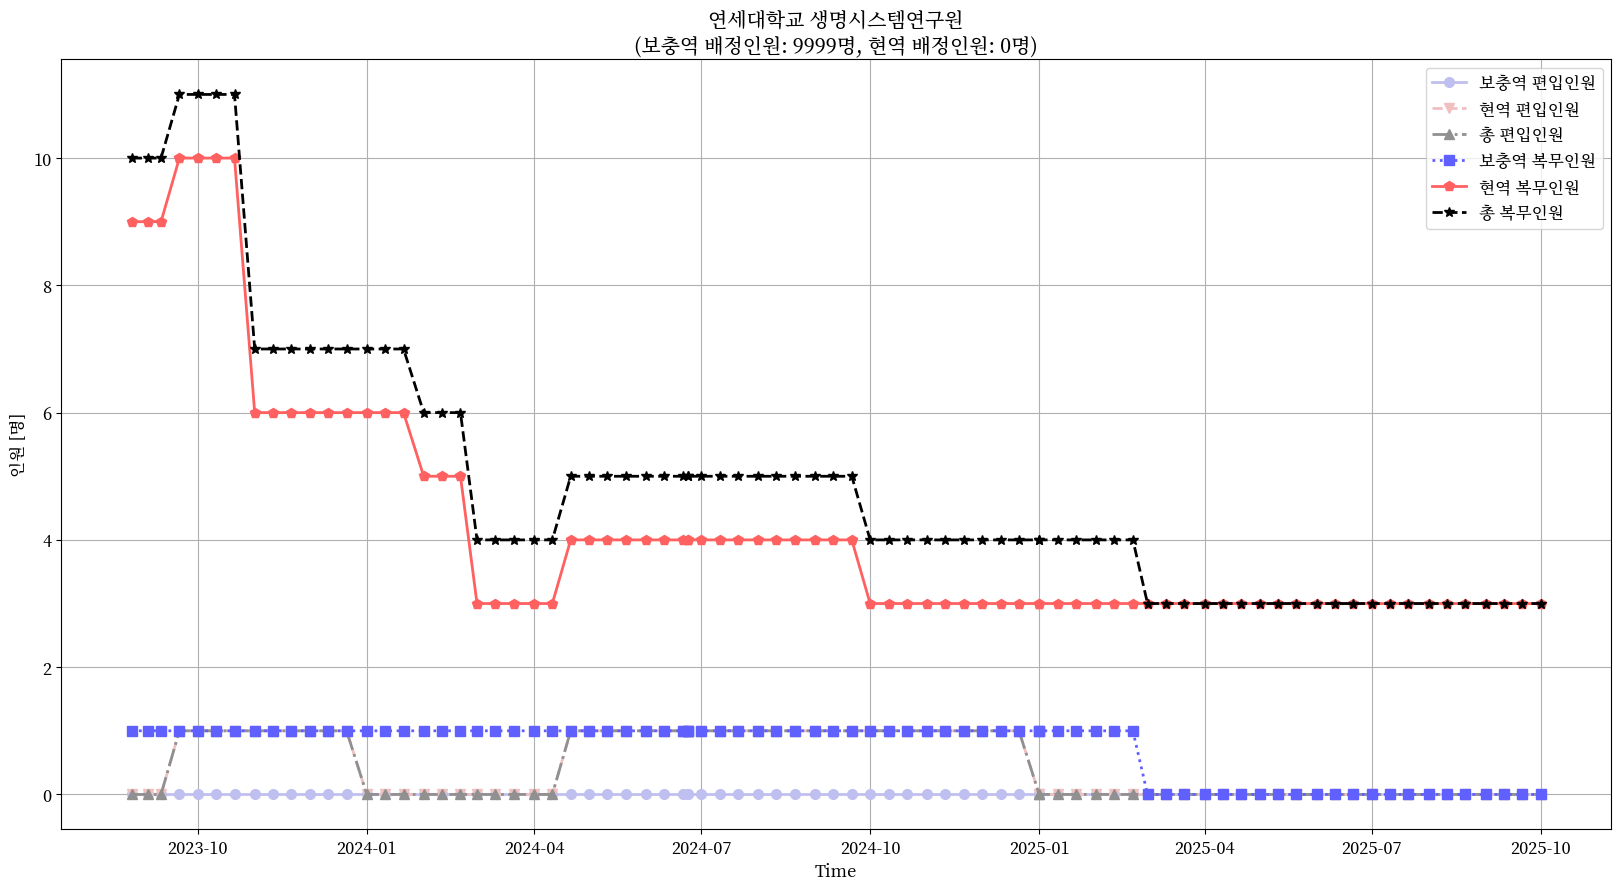 연세대학교 생명시스템연구원
(보충역 배정인원: 9999명, 현역 배정인원: 0명)
보충역 편입인원
현역 편입인원
총 편입인원
보충역 복무인원
현역 복무인원
총 복무인원
인원 [명]
10
8
6
4
2
0
2023-10
2024-01
2024-04
2024-07
2024-10
2025-01
2025-04
2025-07
2025-10
Time